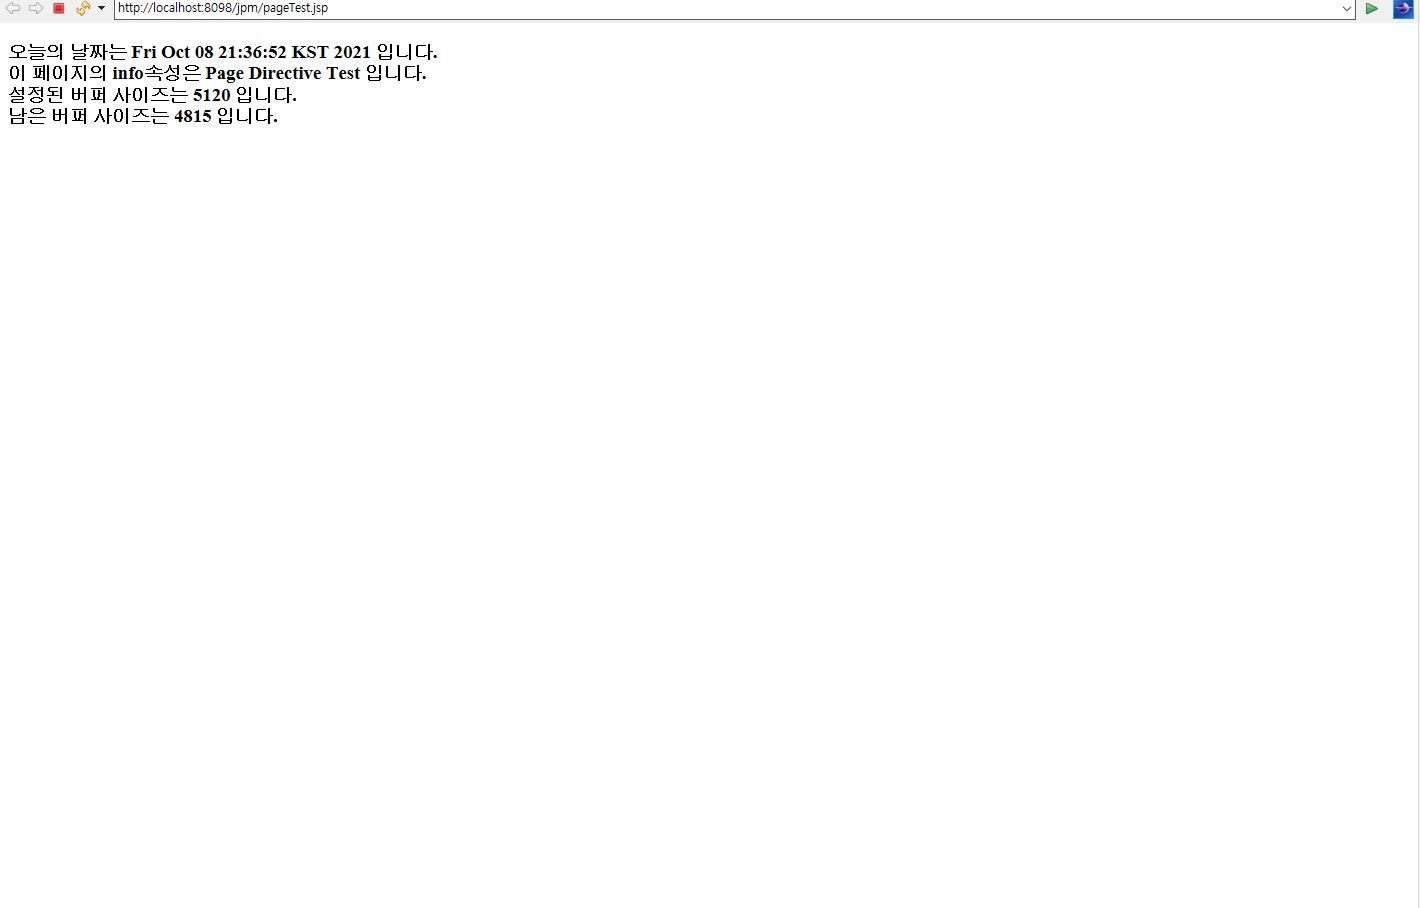 http://localhost:8098/jpm/pageTest.jsp
오늘의 날짜는 Fri Oct 08 21:36:52 KST 2021 입니다.
이 페이지의 info속성은 Page Directive Test 입니다.
설정된 버퍼 사이즈는 5120 입니다.
남은 버퍼 사이즈는 4815 입니다.